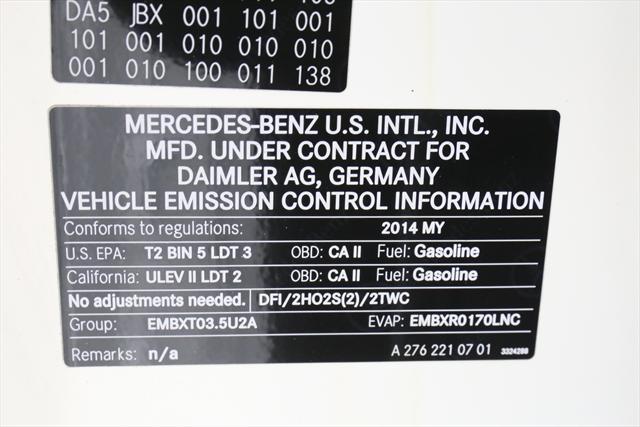 DA5 JBX 001 101 001
101 001 010 010 010
001 010 100 011 138
MERCEDES-BENZ U.S. INTL., INC.
MFD. UNDER CONTRACT FOR
DAIMLER AG, GERMANY
VEHICLE EMISSION CONTROL INFORMATION
Conforms to regulations: 2014 MY
U.S. EPA: T2 BIN 5 LDT 3 OBD: CA II Fuel: Gasoline
California: ULEV II LDT 2 OBD: CA II Fuel: Gasoline
No adjustments needed. DFI/2HO2S(2)/2TWC
Group: EMBXT03.5U2A EVAP: EMBXR0170LNC
Remarks: n/a A 276 221 07 01 3324298